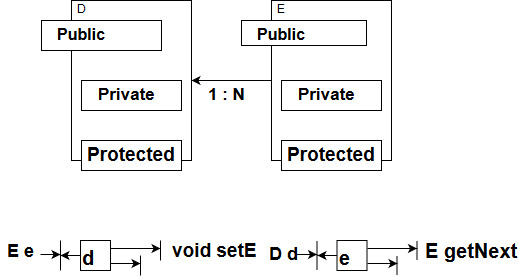 D
E
Public
Public
Private
1 : N
Private
Protected
Protected
E e
d
void setE
D d
e
E getNext